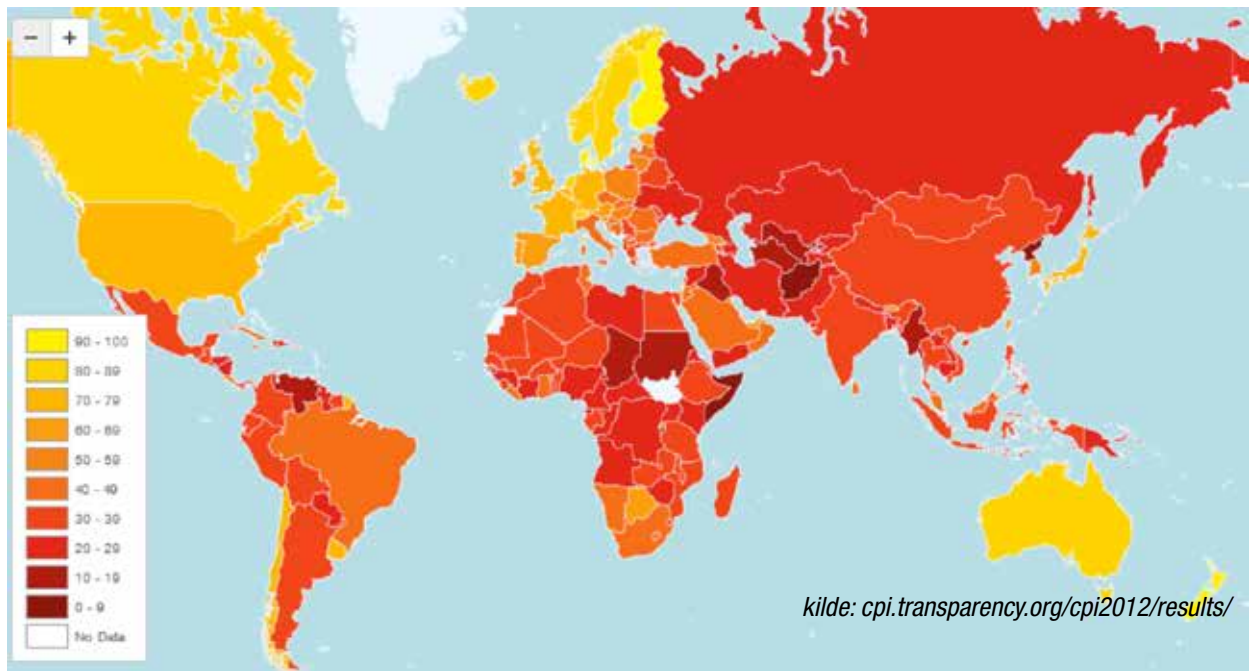 − +
90 - 100
80 - 89
70 - 79
60 - 69
50 - 59
40 - 49
30 - 39
20 - 29
10 - 19
0 - 9
No Data
kilde: cpi.transparency.org/cpi2012/results/